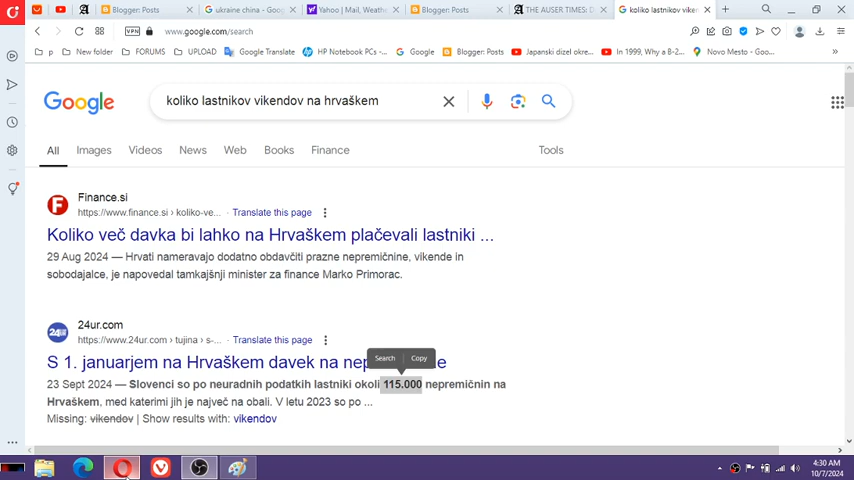 Blogger: Posts
ukraine china - Goog
Yahoo | Mail, Weathe
Blogger: Posts
THE AUSER TIMES: D
koliko lastnikov viken
VPN
www.google.com/search
p
New folder
FORUMS
UPLOAD
Google Translate
HP Notebook PCs -...
Google
Blogger: Posts
Japanski dizel okre...
In 1999, Why a B-2...
Novo Mesto - Goo...
Google
koliko lastnikov vikendov na hrvaškem
All
Images
Videos
News
Web
Books
Finance
Tools
Finance.si
https://www.finance.si › koliko-ve... · Translate this page
Koliko več davka bi lahko na Hrvaškem plačevali lastniki ...
29 Aug 2024 — Hrvati nameravajo dodatno obdavčiti prazne nepremičnine, vikende in
sobodajalce, je napovedal tamkajšnji minister za finance Marko Primorac.
24ur.com
https://www.24ur.com › tujina › s-... · Translate this page
Search
Copy
S 1. januarjem na Hrvaškem davek na nep
e
23 Sept 2024 — Slovenci so po neuradnih podatkih lastniki okoli 115.000 nepremičnin na
Hrvaškem, med katerimi jih je največ na obali. V letu 2023 so po ...
Missing: vikendov | Show results with: vikendov
4:30 AM
10/7/2024